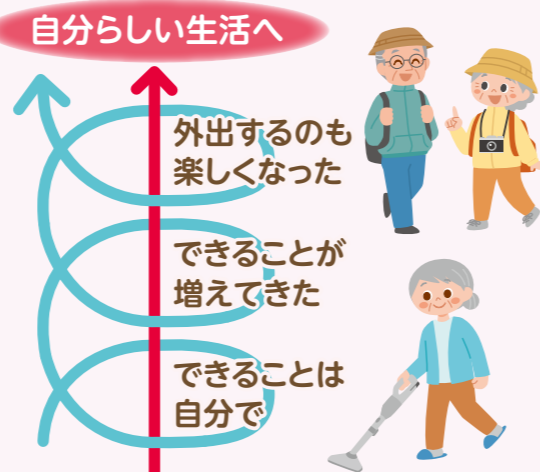 自分らしい生活へ
外出するのも
楽しくなった
できることが
増えてきた
できることは
自分で